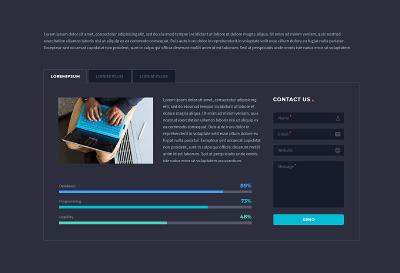 Lorem ipsum dolor sit amet, consectetur adipisicing elit, sed do eiusmod tempor incididunt ut labore et dolore magna aliqua. Ut enim ad minim veniam, quis nostrud
exercitation ullamco laboris nisi ut aliquip ex ea commodo consequat. Duis aute irure dolor in reprehenderit in voluptate velit esse cillum dolore eu fugiat nulla pariatur.
Excepteur sint occaecat cupidatat non proident, sunt in culpa qui officia deserunt mollit anim id est laborum. Sed ut perspiciatis unde omnis iste natus error sit voluptatem.
LOREM IPSUM
LOREM IPSUM
LOREM IPSUM
Lorem ipsum dolor sit amet, consectetur adipisicing
elit, sed do eiusmod tempor incididunt ut labore et
dolore magna aliqua. Ut enim ad minim veniam, quis
nostrud exercitation ullamco laboris nisi ut aliquip ex
ea commodo consequat. Duis aute irure dolor in
reprehenderit in voluptate velit esse cillum dolore eu
fugiat nulla pariatur. Excepteur sint occaecat cupidatat
non proident, sunt in culpa qui officia deserunt mollit
anim id est laborum. Sed ut perspiciatis unde omnis
iste natus error sit voluptatem
89%
Programming
73%
Usability
48%
CONTACT US
Name *
Email *
Website
Message *
SEND